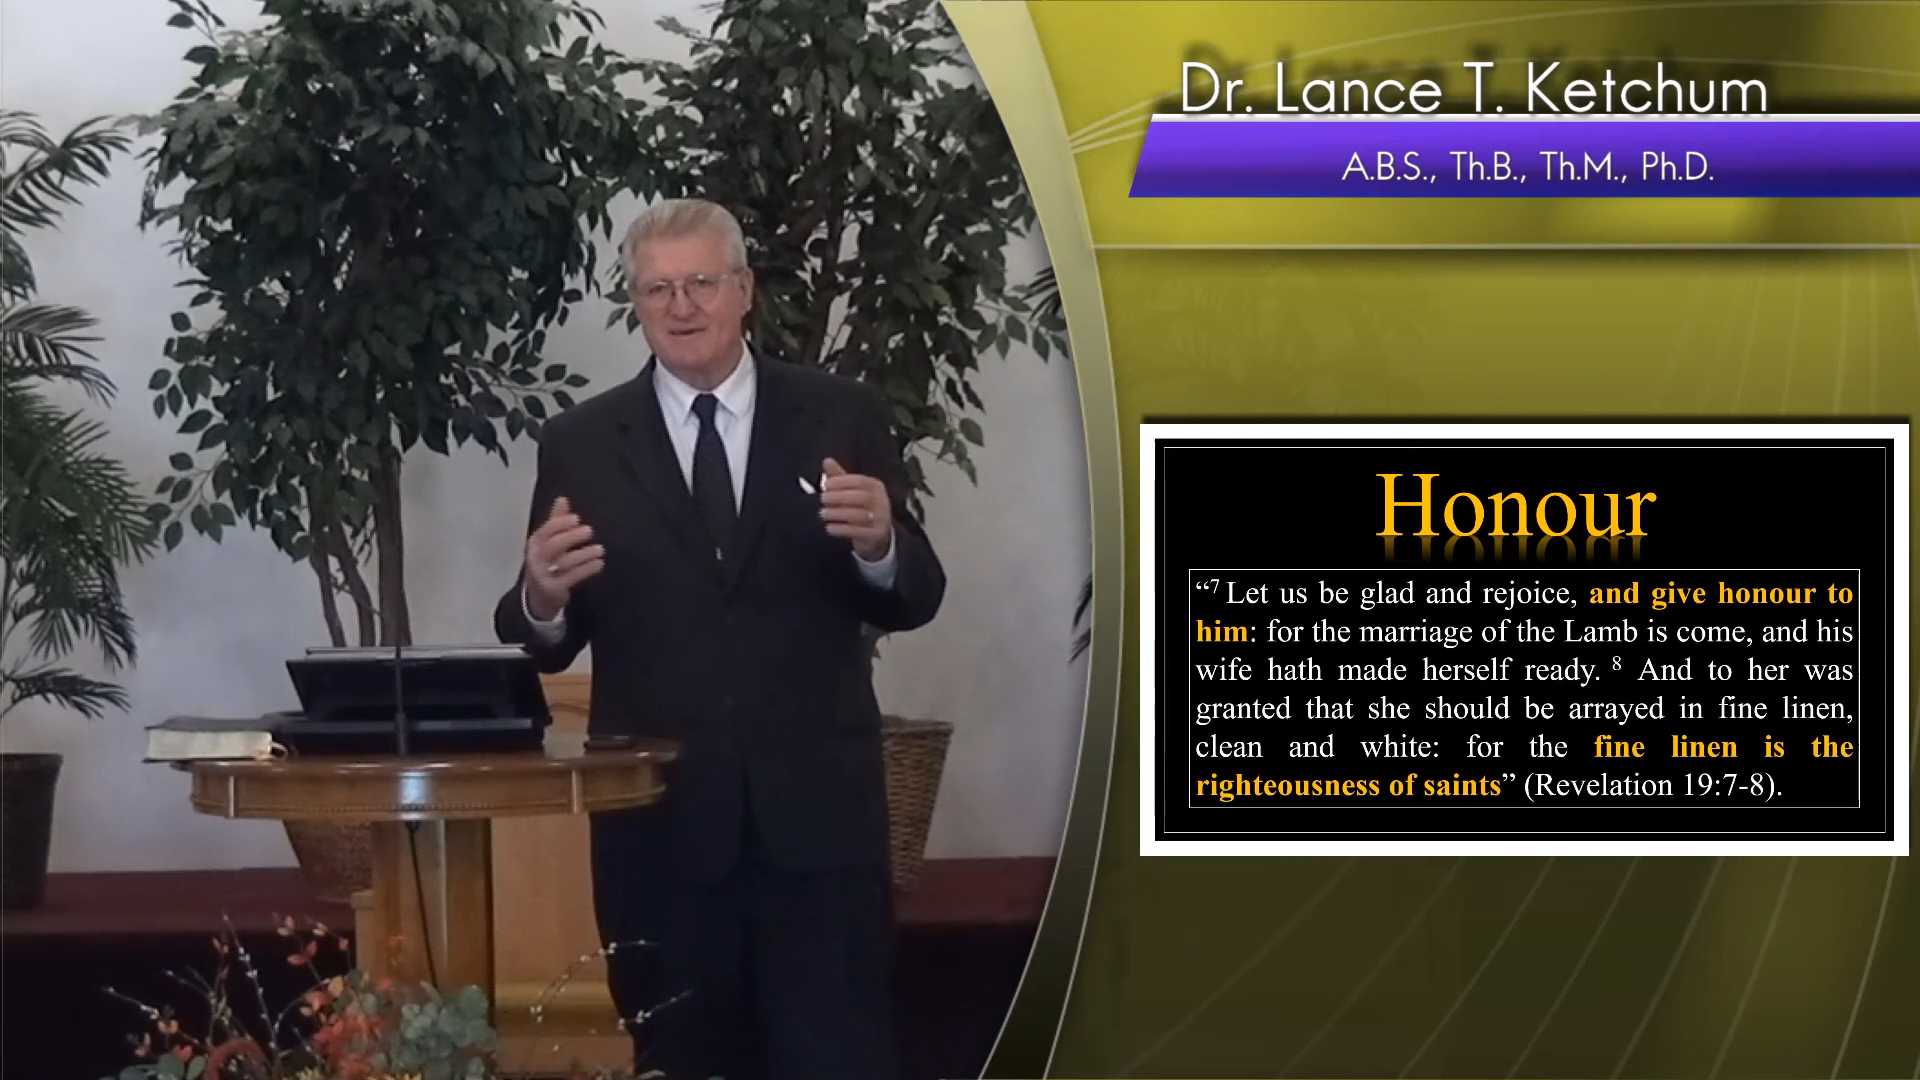 Dr. Lance T. Ketchum
A.B.S., Th.B., Th.M., Ph.D.
Honour
“7 Let us be glad and rejoice, and give honour to
him: for the marriage of the Lamb is come, and his
wife hath made herself ready. 8 And to her was
granted that she should be arrayed in fine linen,
clean and white: for the fine linen is the
righteousness of saints” (Revelation 19:7-8).